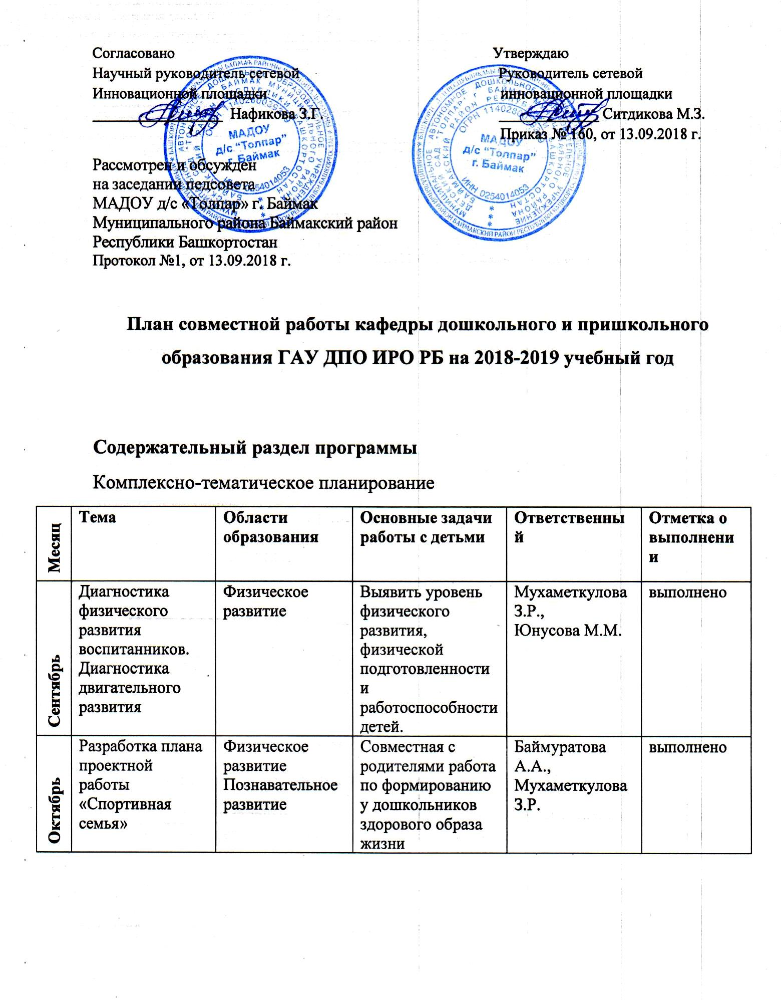 Согласовано
Научный руководитель сетевой
Инновационной площадки
Нафикова З.Г.
Утверждаю
Руководитель сетевой
инновационной площадки
Ситдикова М.З.
Приказ № 160, от 13.09.2018 г.
Рассмотрен и обсужден
на заседании педсовета
МАДОУ д/с «Толпар» г. Баймак
Муниципального района Баймакский район
Республики Башкортостан
Протокол №1, от 13.09.2018 г.
МАДОУ
д/с “Толпар”
г. Баймак
ИНН 0254014053
МАДОУ
д/с “Толпар”
г. Баймак
ИНН 0254014053
План совместной работы кафедры дошкольного и пришкольного
образования ГАУ ДПО ИРО РБ на 2018-2019 учебный год
Содержательный раздел программы
Комплексно-тематическое планирование
Месяц
Тема
Области
образования
Основные задачи
работы с детьми
Ответственны
й
Отметка о
выполнени
и
Сентябрь
Диагностика
физического
развития
воспитанников.
Диагностика
двигательного
развития
Физическое
развитие
Выявить уровень
физического
развития,
физической
подготовленности
и
работоспособности
детей.
Мухаметкулова
З.Р.,
Юнусова М.М.
выполнено
Октябрь
Разработка плана
проектной
работы
«Спортивная
семья»
Физическое
развитие
Познавательное
развитие
Совместная с
родителями работа
по формированию
у дошкольников
здорового образа
жизни
Баймуратова
А.А.,
Мухаметкулова
З.Р.
выполнено